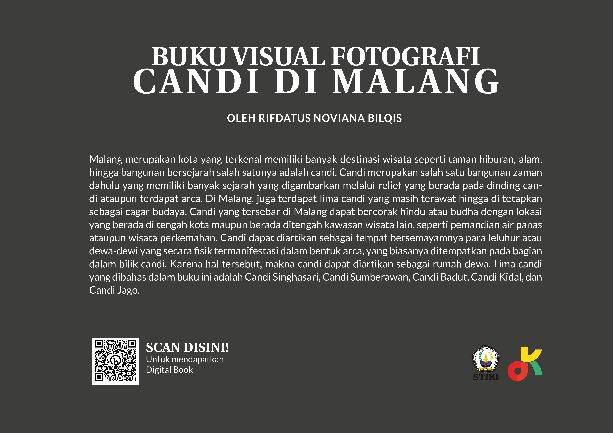 BUKU VISUAL FOTOGRAFI
CANDI DI MALANG
OLEH RIFDATUS NOVIANA BILQIS
Malang merupakan kota yang terkenal memiliki banyak destinasi wisata seperti taman hiburan, alam,
hingga bangunan bersejarah salah satunya adalah candi. Candi merupakan salah satu bangunan zaman
dahulu yang memiliki banyak sejarah yang digambarkan melalui relief yang berada pada dinding can-
di ataupun terdapat arca. Di Malang, juga terdapat lima candi yang masih terawat hingga di tetapkan
sebagai cagar budaya. Candi yang tersebar di Malang dapat bercorak hindu atau budha dengan lokasi
yang berada di tengah kota maupun berada ditengah kawasan wisata lain, seperti pemandian air panas
ataupun wisata perkemahan. Candi dapat diartikan sebagai tempat bersemayamnya para leluhur atau
dewa-dewi yang secara fisik termanifestasi dalam bentuk arca, yang biasanya ditempatkan pada bagian
dalam bilik candi. Karena hal tersebut, makna candi dapat diartikan sebagai rumah dewa. Lima candi
yang dibahas dalam buku ini adalah Candi Singhasari, Candi Sumberawan, Candi Badut, Candi Kidal, dan
Candi Jago.
SCAN DISINI!
Untuk mendapatkan
Digital Book
STIKI